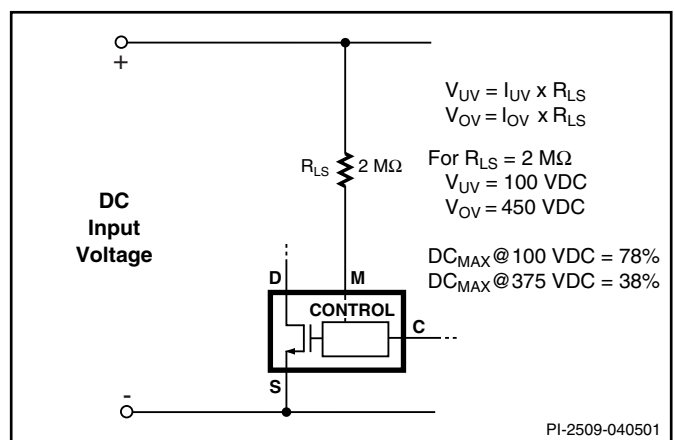 +
V_UV = I_UV x R_LS
V_OV = I_OV x R_LS
R_LS 2 MΩ
For R_LS = 2 MΩ
V_UV = 100 VDC
V_OV = 450 VDC
DC
Input
Voltage
DC_MAX@100 VDC = 78%
DC_MAX@375 VDC = 38%
D M
CONTROL
C
S
-
PI-2509-040501